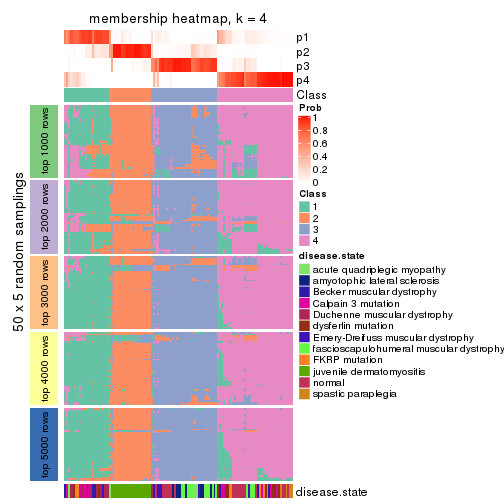 membership heatmap, k = 4
p1
p2
p3
p4
Class
Prob
1
0.8
0.6
0.4
0.2
0
Class
1
2
3
4
disease.state
acute quadriplegic myopathy
amyotrophic lateral sclerosis
Becker muscular dystrophy
Calpain 3 mutation
Duchenne muscular dystrophy
dysferlin mutation
Emery-Dreifuss muscular dystrophy
fascioscapulohumeral muscular dystrophy
FKRP mutation
juvenile dermatomyositis
normal
spastic paraplegia
50 x 5 random samplings
top 1000 rows
top 2000 rows
top 3000 rows
top 4000 rows
top 5000 rows
disease.state